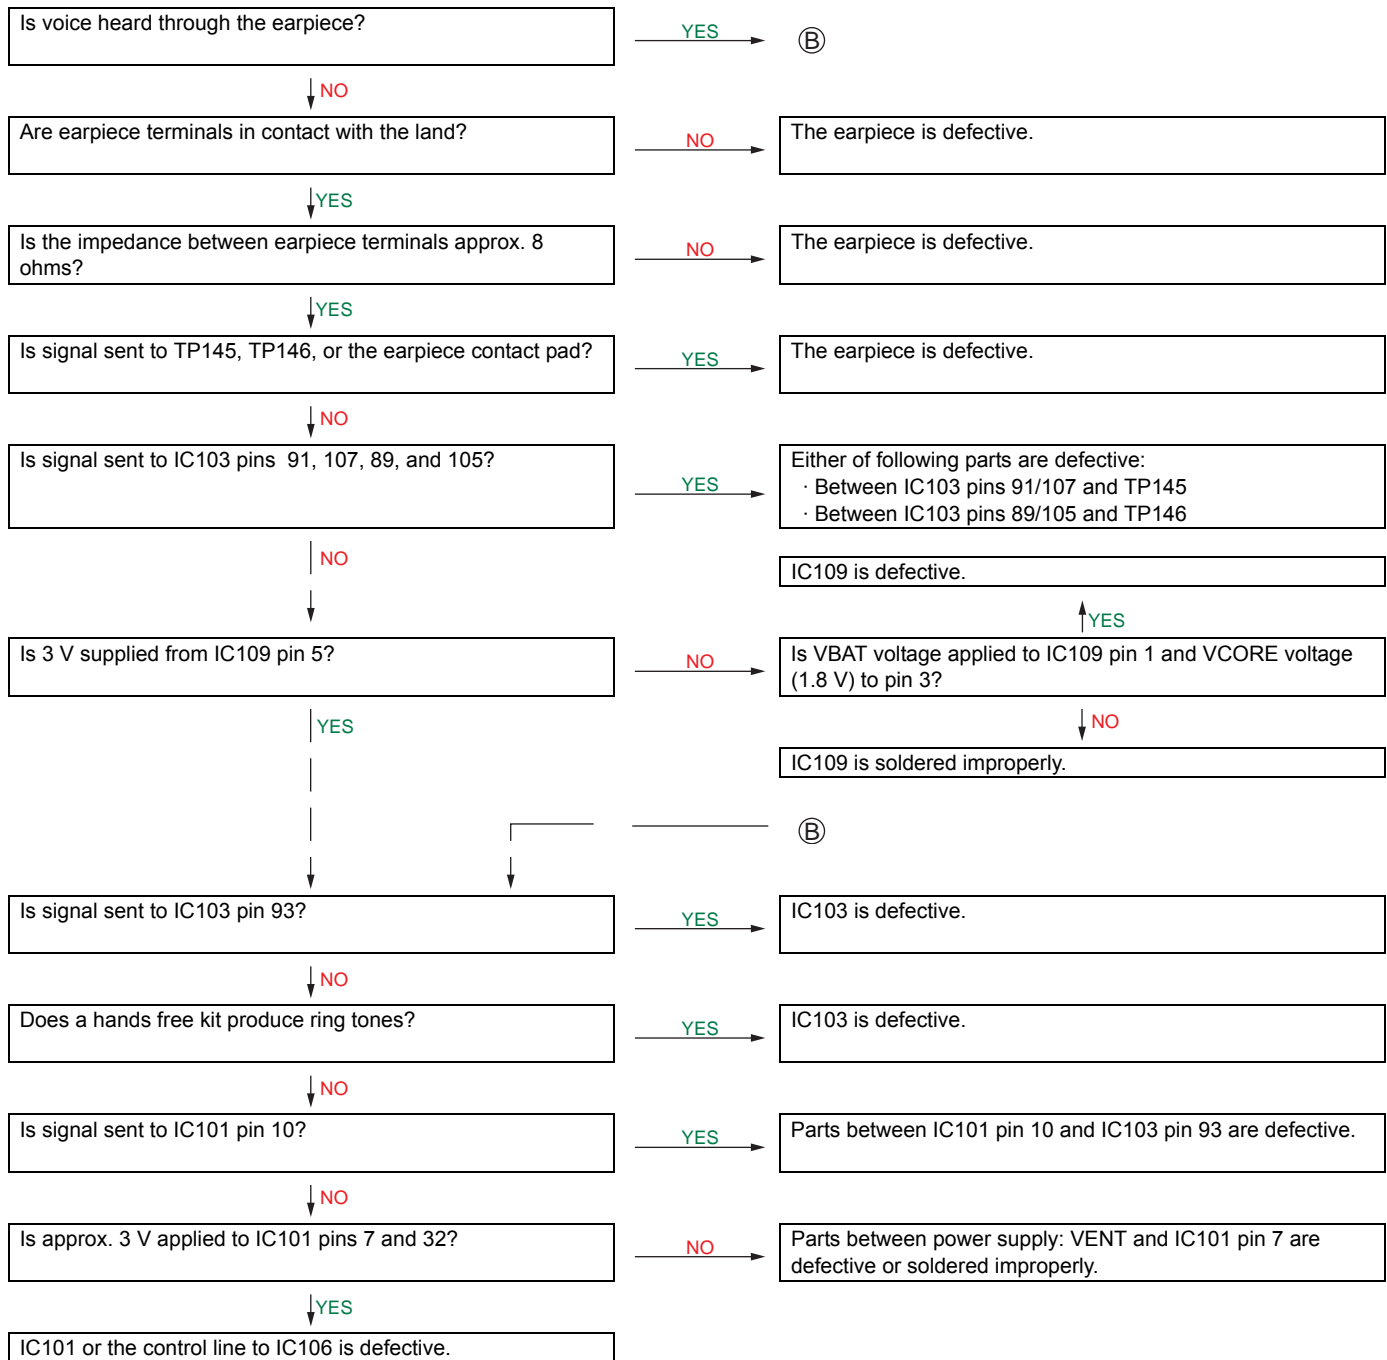 Is voice heard through the earpiece?
YES
Ⓑ
NO
Are earpiece terminals in contact with the land?
NO
The earpiece is defective.
YES
Is the impedance between earpiece terminals approx. 8
ohms?
NO
The earpiece is defective.
YES
Is signal sent to TP145, TP146, or the earpiece contact pad?
YES
The earpiece is defective.
NO
Is signal sent to IC103 pins 91, 107, 89, and 105?
YES
Either of following parts are defective:
· Between IC103 pins 91/107 and TP145
· Between IC103 pins 89/105 and TP146
NO
IC109 is defective.
YES
Is 3 V supplied from IC109 pin 5?
NO
Is VBAT voltage applied to IC109 pin 1 and VCORE voltage
(1.8 V) to pin 3?
YES
NO
IC109 is soldered improperly.
Ⓑ
Is signal sent to IC103 pin 93?
YES
IC103 is defective.
NO
Does a hands free kit produce ring tones?
YES
IC103 is defective.
NO
Is signal sent to IC101 pin 10?
YES
Parts between IC101 pin 10 and IC103 pin 93 are defective.
NO
Is approx. 3 V applied to IC101 pins 7 and 32?
NO
Parts between power supply: VENT and IC101 pin 7 are
defective or soldered improperly.
YES
IC101 or the control line to IC106 is defective.